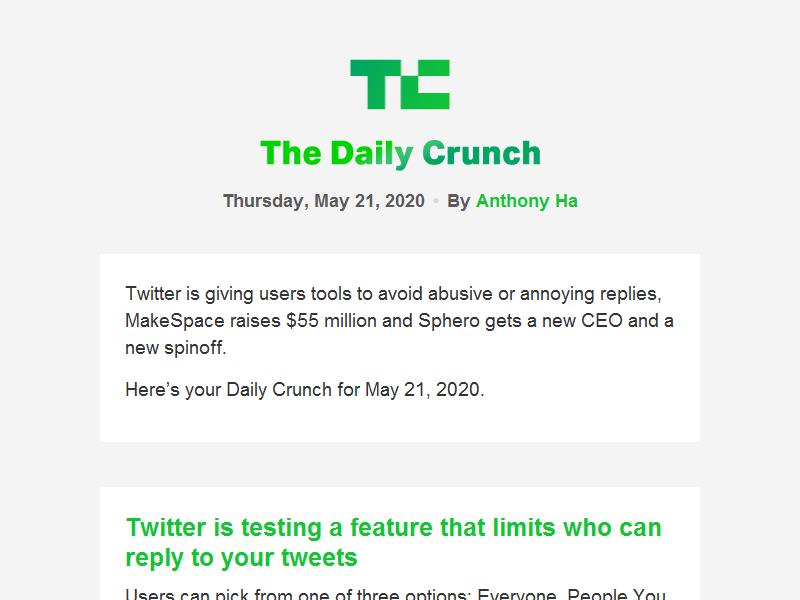 TC
The Daily Crunch
Thursday, May 21, 2020 • By Anthony Ha
Twitter is giving users tools to avoid abusive or annoying replies,
MakeSpace raises $55 million and Sphero gets a new CEO and a
new spinoff.
Here’s your Daily Crunch for May 21, 2020.
Twitter is testing a feature that limits who can
reply to your tweets
Users can pick from one of three options: Everyone, People You